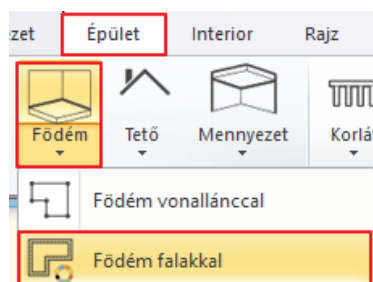 zet Épület Interior Rajz
Födém Tető Mennyezet Korlá
Födém vonallánccal
Födém falakkal